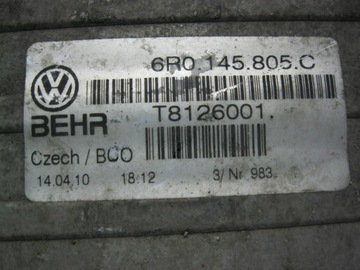 6R0.145.805.C
BEHR
T8126001.
Czech / BCO
14.04.10 18:12 3/ Nr 983